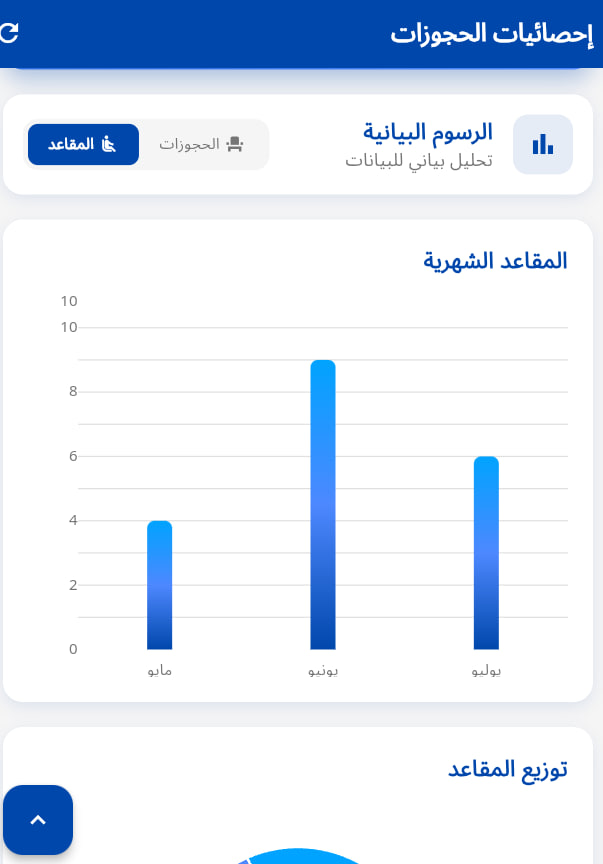 إحصائيات الحجوزات
الرسوم البيانية
تحليل بياني للبيانات
الحجوزات
المقاعد
المقاعد الشهرية
10
10
8
6
4
2
0
مايو
يونيو
يوليو
توزيع المقاعد